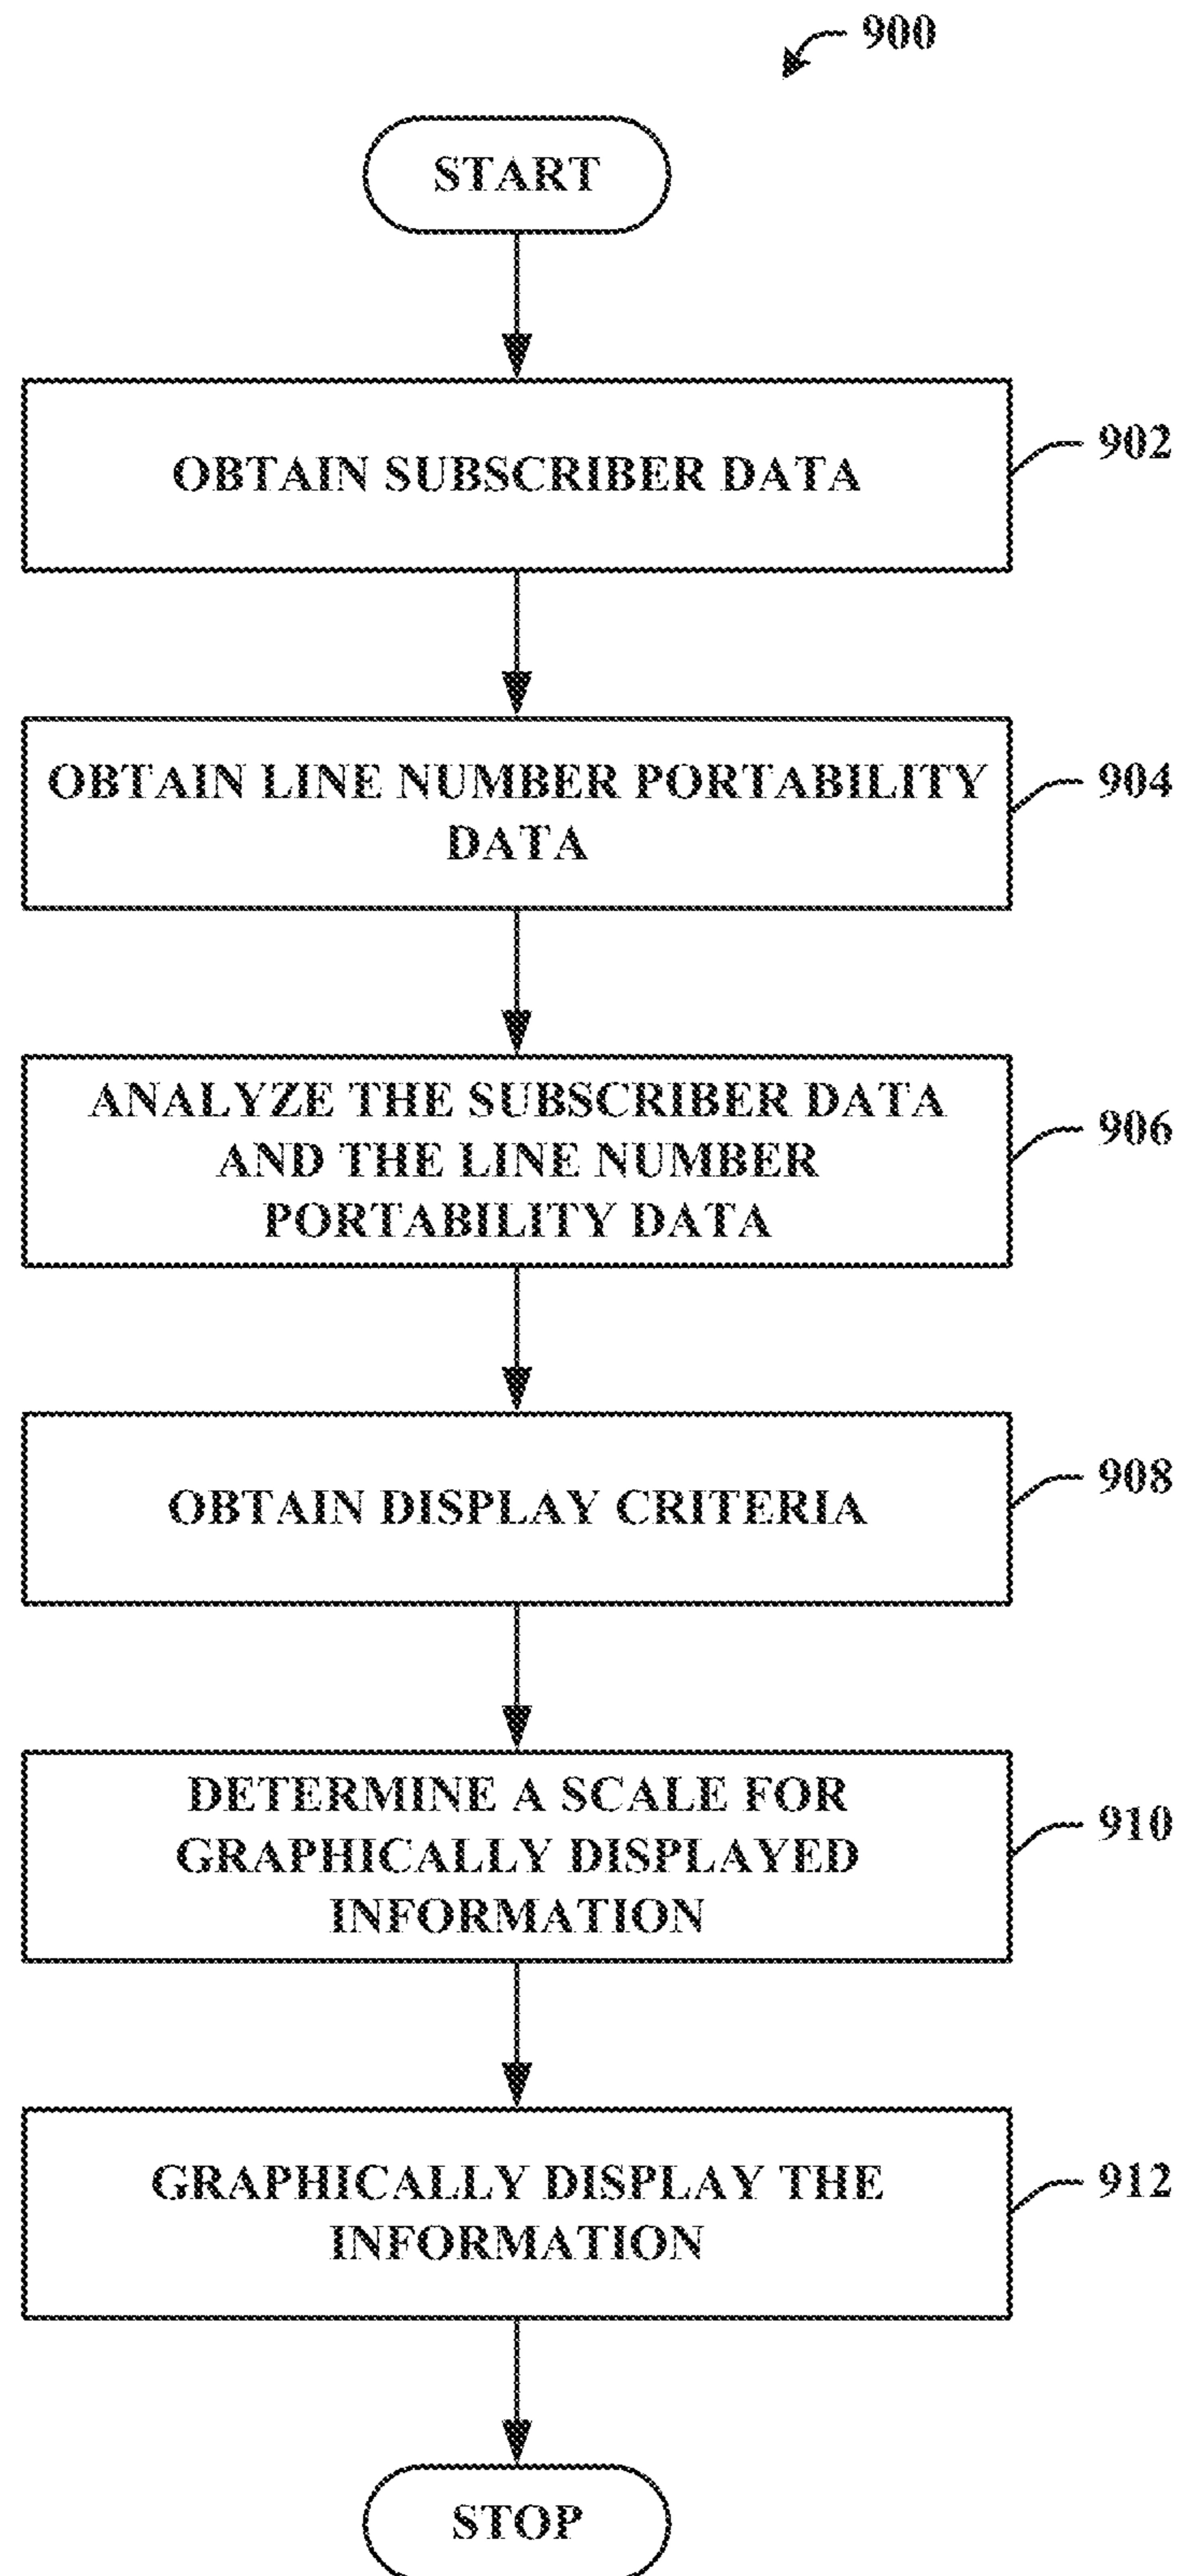 900
START
OBTAIN SUBSCRIBER DATA
902
OBTAIN LINE NUMBER PORTABILITY
DATA
904
ANALYZE THE SUBSCRIBER DATA
AND THE LINE NUMBER
PORTABILITY DATA
906
OBTAIN DISPLAY CRITERIA
908
DETERMINE A SCALE FOR
GRAPHICALLY DISPLAYED
INFORMATION
910
GRAPHICALLY DISPLAY THE
INFORMATION
912
STOP